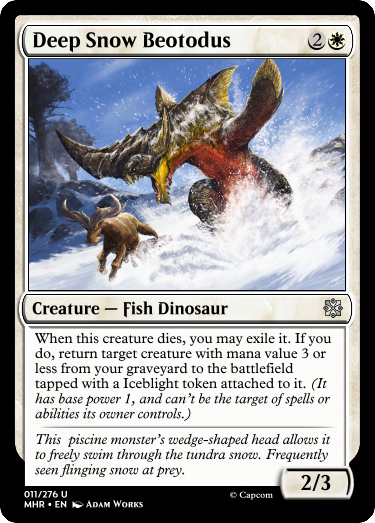 Deep Snow Beotodus 2
Creature — Fish Dinosaur
When this creature dies, you may exile it. If you
do, return target creature with mana value 3 or
less from your graveyard to the battlefield
tapped with a Iceblight token attached to it. (It
has base power 1, and can't be the target of spells or
abilities its owner controls.)
This  piscine monster's wedge-shaped head allows it
to freely swim through the tundra snow. Frequently
seen flinging snow at prey.
2/3
011/276 U
MHR • EN Adam Works
© Capcom